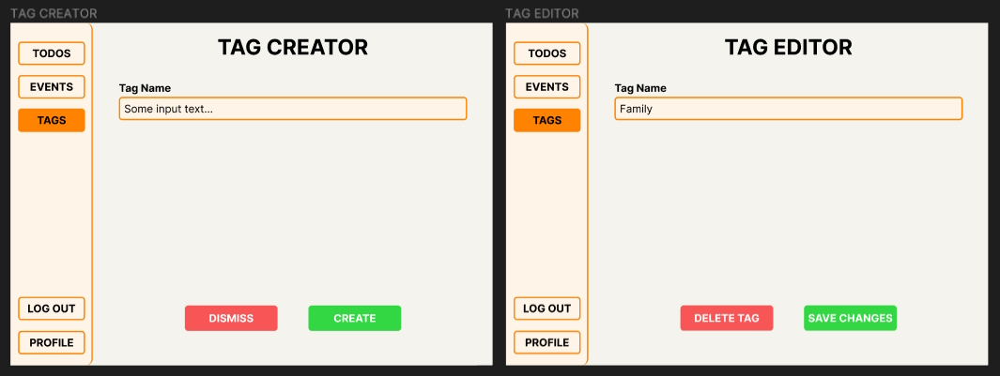 TAG CREATOR
TODOS
EVENTS
TAGS
LOG OUT
PROFILE
TAG CREATOR
Tag Name
Some input text...
DISMISS
CREATE
TAG EDITOR
TODOS
EVENTS
TAGS
LOG OUT
PROFILE
TAG EDITOR
Tag Name
Family
DELETE TAG
SAVE CHANGES